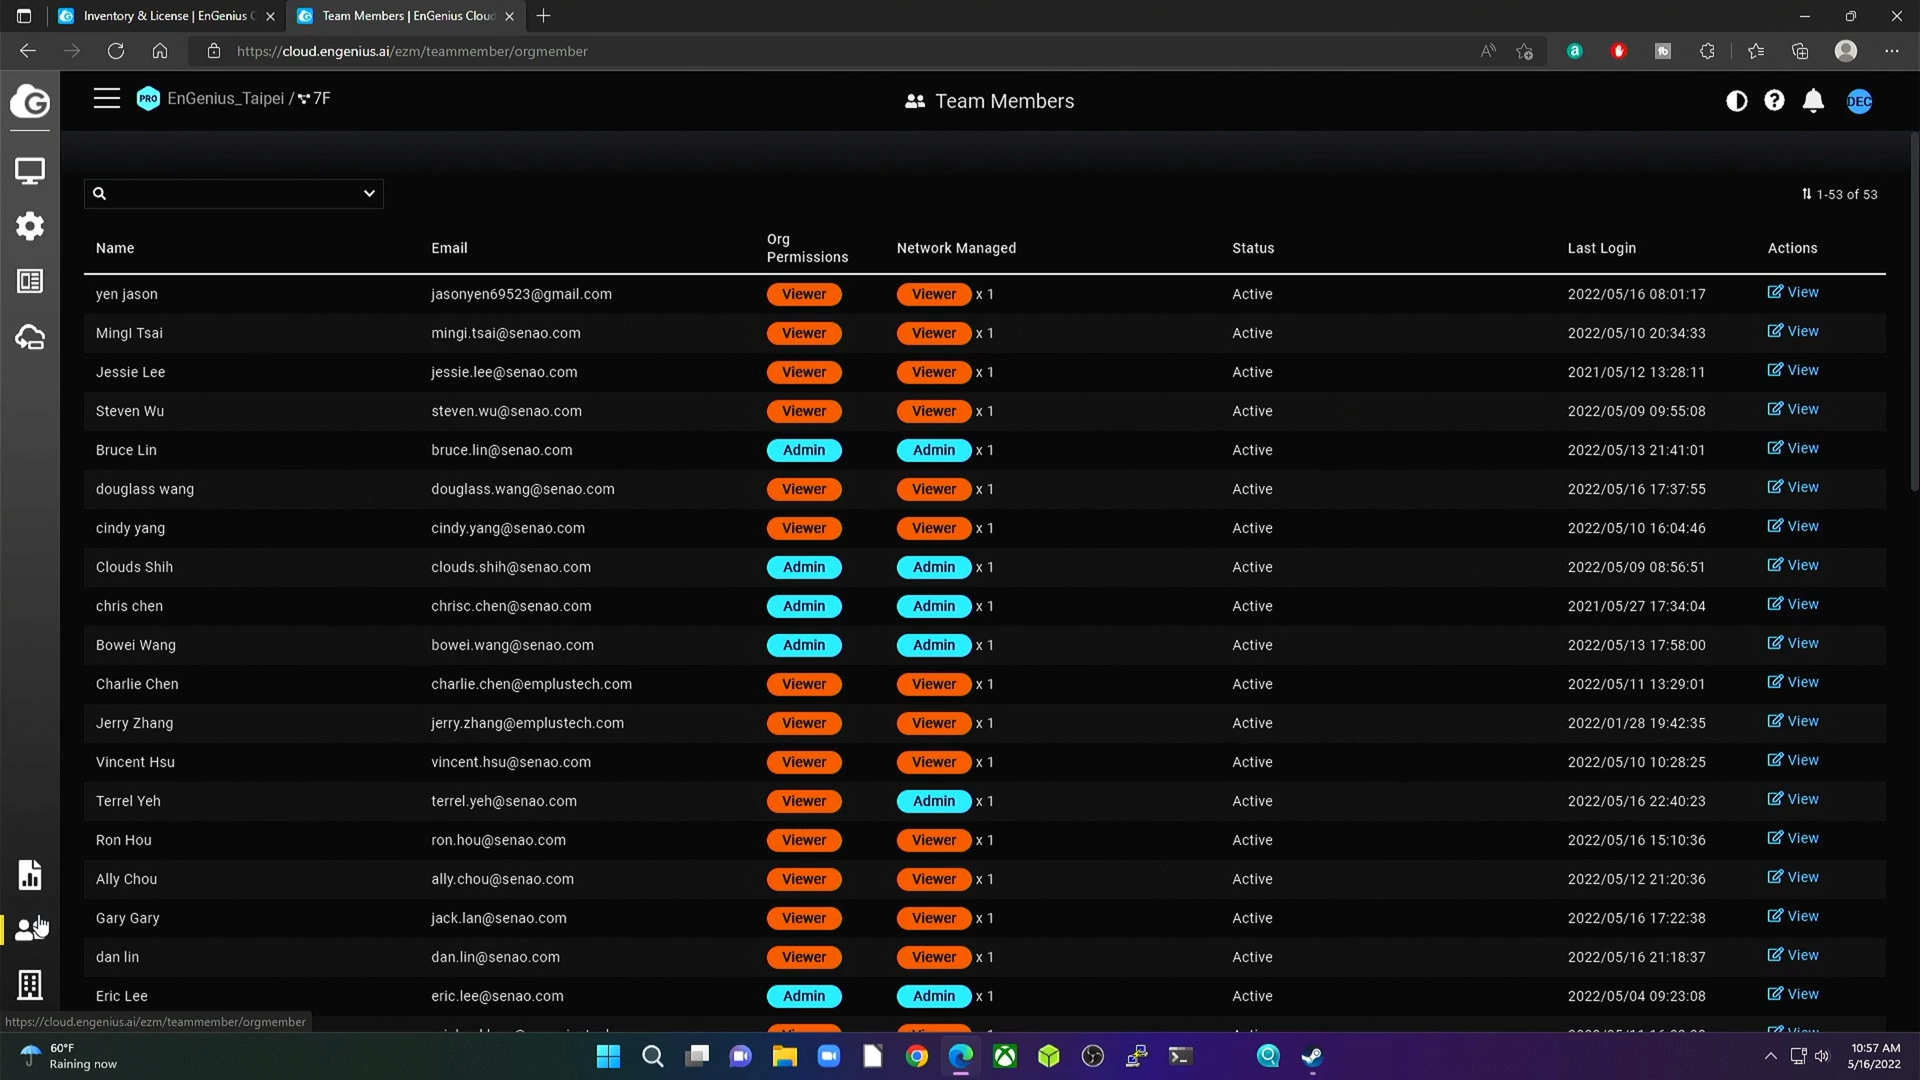 Inventory & License | EnGenius C
Team Members | EnGenius Cloud
https://cloud.engenius.ai/ezm/teammember/orgmember
PRO EnGenius_Taipei / 7F
Team Members
DEC
1-53 of 53
Name Email Org Permissions Network Managed Status Last Login Actions
yen jason jasonyen69523@gmail.com Viewer Viewer x 1 Active 2022/05/16 08:01:17 View
MingI Tsai mingi.tsai@senao.com Viewer Viewer x 1 Active 2022/05/10 20:34:33 View
Jessie Lee jessie.lee@senao.com Viewer Viewer x 1 Active 2021/05/12 13:28:11 View
Steven Wu steven.wu@senao.com Viewer Viewer x 1 Active 2022/05/09 09:55:08 View
Bruce Lin bruce.lin@senao.com Admin Admin x 1 Active 2022/05/13 21:41:01 View
douglass wang douglass.wang@senao.com Viewer Viewer x 1 Active 2022/05/16 17:37:55 View
cindy yang cindy.yang@senao.com Viewer Viewer x 1 Active 2022/05/10 16:04:46 View
Clouds Shih clouds.shih@senao.com Admin Admin x 1 Active 2022/05/09 08:56:51 View
chris chen chrisc.chen@senao.com Admin Admin x 1 Active 2021/05/27 17:34:04 View
Bowei Wang bowei.wang@senao.com Admin Admin x 1 Active 2022/05/13 17:58:00 View
Charlie Chen charlie.chen@emplustech.com Viewer Viewer x 1 Active 2022/05/11 13:29:01 View
Jerry Zhang jerry.zhang@emplustech.com Viewer Viewer x 1 Active 2022/01/28 19:42:35 View
Vincent Hsu vincent.hsu@senao.com Viewer Viewer x 1 Active 2022/05/10 10:28:25 View
Terrel Yeh terrel.yeh@senao.com Viewer Admin x 1 Active 2022/05/16 22:40:23 View
Ron Hou ron.hou@senao.com Viewer Viewer x 1 Active 2022/05/16 15:10:36 View
Ally Chou ally.chou@senao.com Viewer Viewer x 1 Active 2022/05/12 21:20:36 View
Gary Gary jack.lan@senao.com Viewer Viewer x 1 Active 2022/05/16 17:22:38 View
dan lin dan.lin@senao.com Viewer Viewer x 1 Active 2022/05/16 21:18:37 View
Eric Lee eric.lee@senao.com Admin Admin x 1 Active 2022/05/04 09:23:08 View
https://cloud.engenius.ai/ezm/teammember/orgmember
60°F
Raining now
10:57 AM
5/16/2022